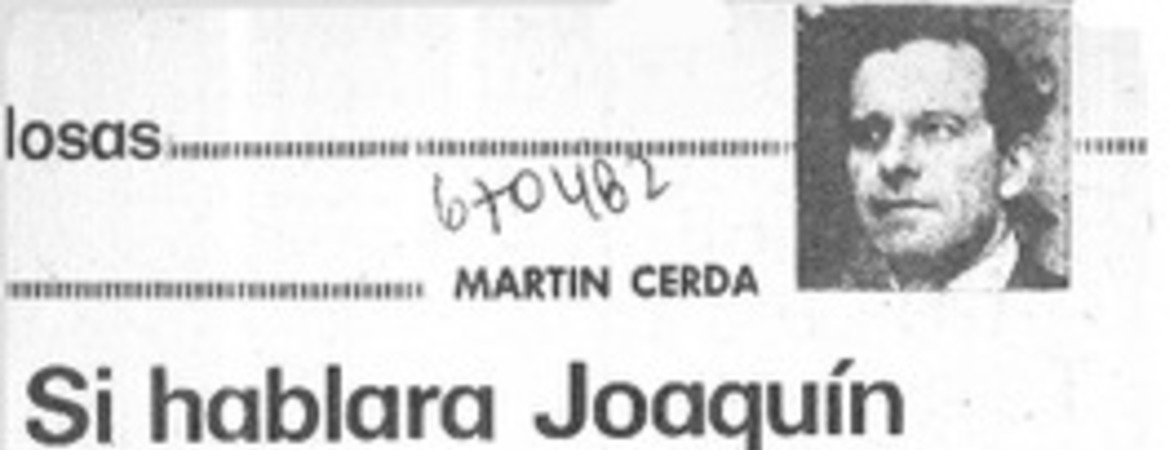 losas
670482
MARTIN CERDA
Si hablara Joaquín